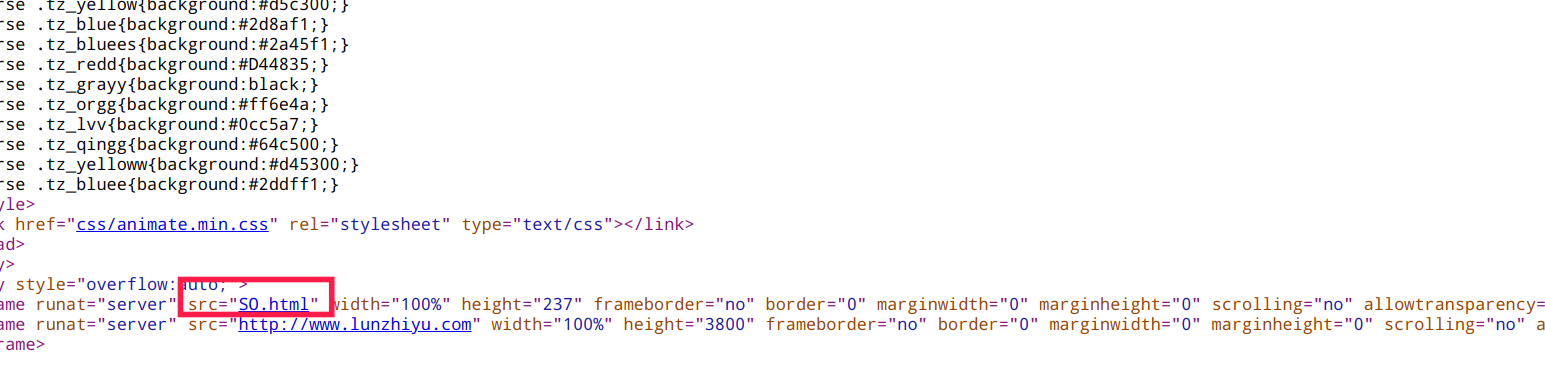 rse .tz_yellow{background:#d5c300;}
rse .tz_blue{background:#2d8af1;}
rse .tz_bluees{background:#2a45f1;}
rse .tz_redd{background:#D44835;}
rse .tz_grayy{background:black;}
rse .tz_orgg{background:#ff6e4a;}
rse .tz_lvv{background:#0cc5a7;}
rse .tz_qingg{background:#64c500;}
rse .tz_yelloww{background:#d45300;}
rse .tz_bluee{background:#2ddff1;}
yle>
k href="css/animate.min.css" rel="stylesheet" type="text/css"></link>
ad>
y>
y style="overflow:auto; >
ame runat="server" src="SO.html" width="100%" height="237" frameborder="no" border="0" marginwidth="0" marginheight="0" scrolling="no" allowtransparency=
ame runat="server" src="http://www.lunzhiyu.com" width="100%" height="3800" frameborder="no" border="0" marginwidth="0" marginheight="0" scrolling="no" a
rame>